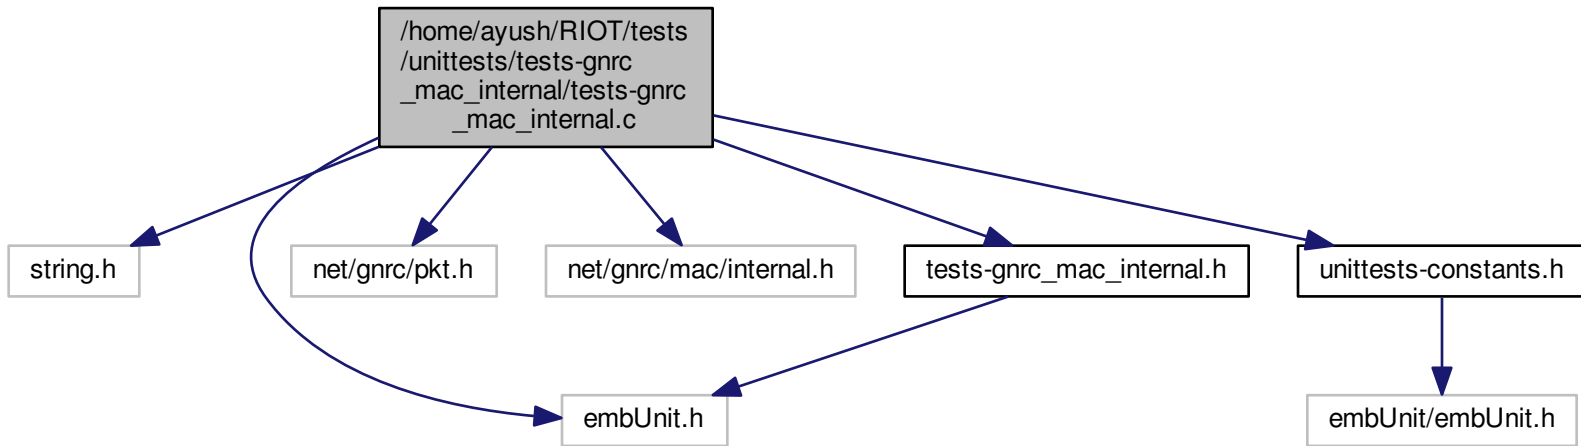 /home/ayush/RIOT/tests
/unittests/tests-gnrc
_mac_internal/tests-gnrc
_mac_internal.c
string.h
net/gnrc/pkt.h
net/gnrc/mac/internal.h
tests-gnrc_mac_internal.h
unittests-constants.h
embUnit.h
embUnit/embUnit.h